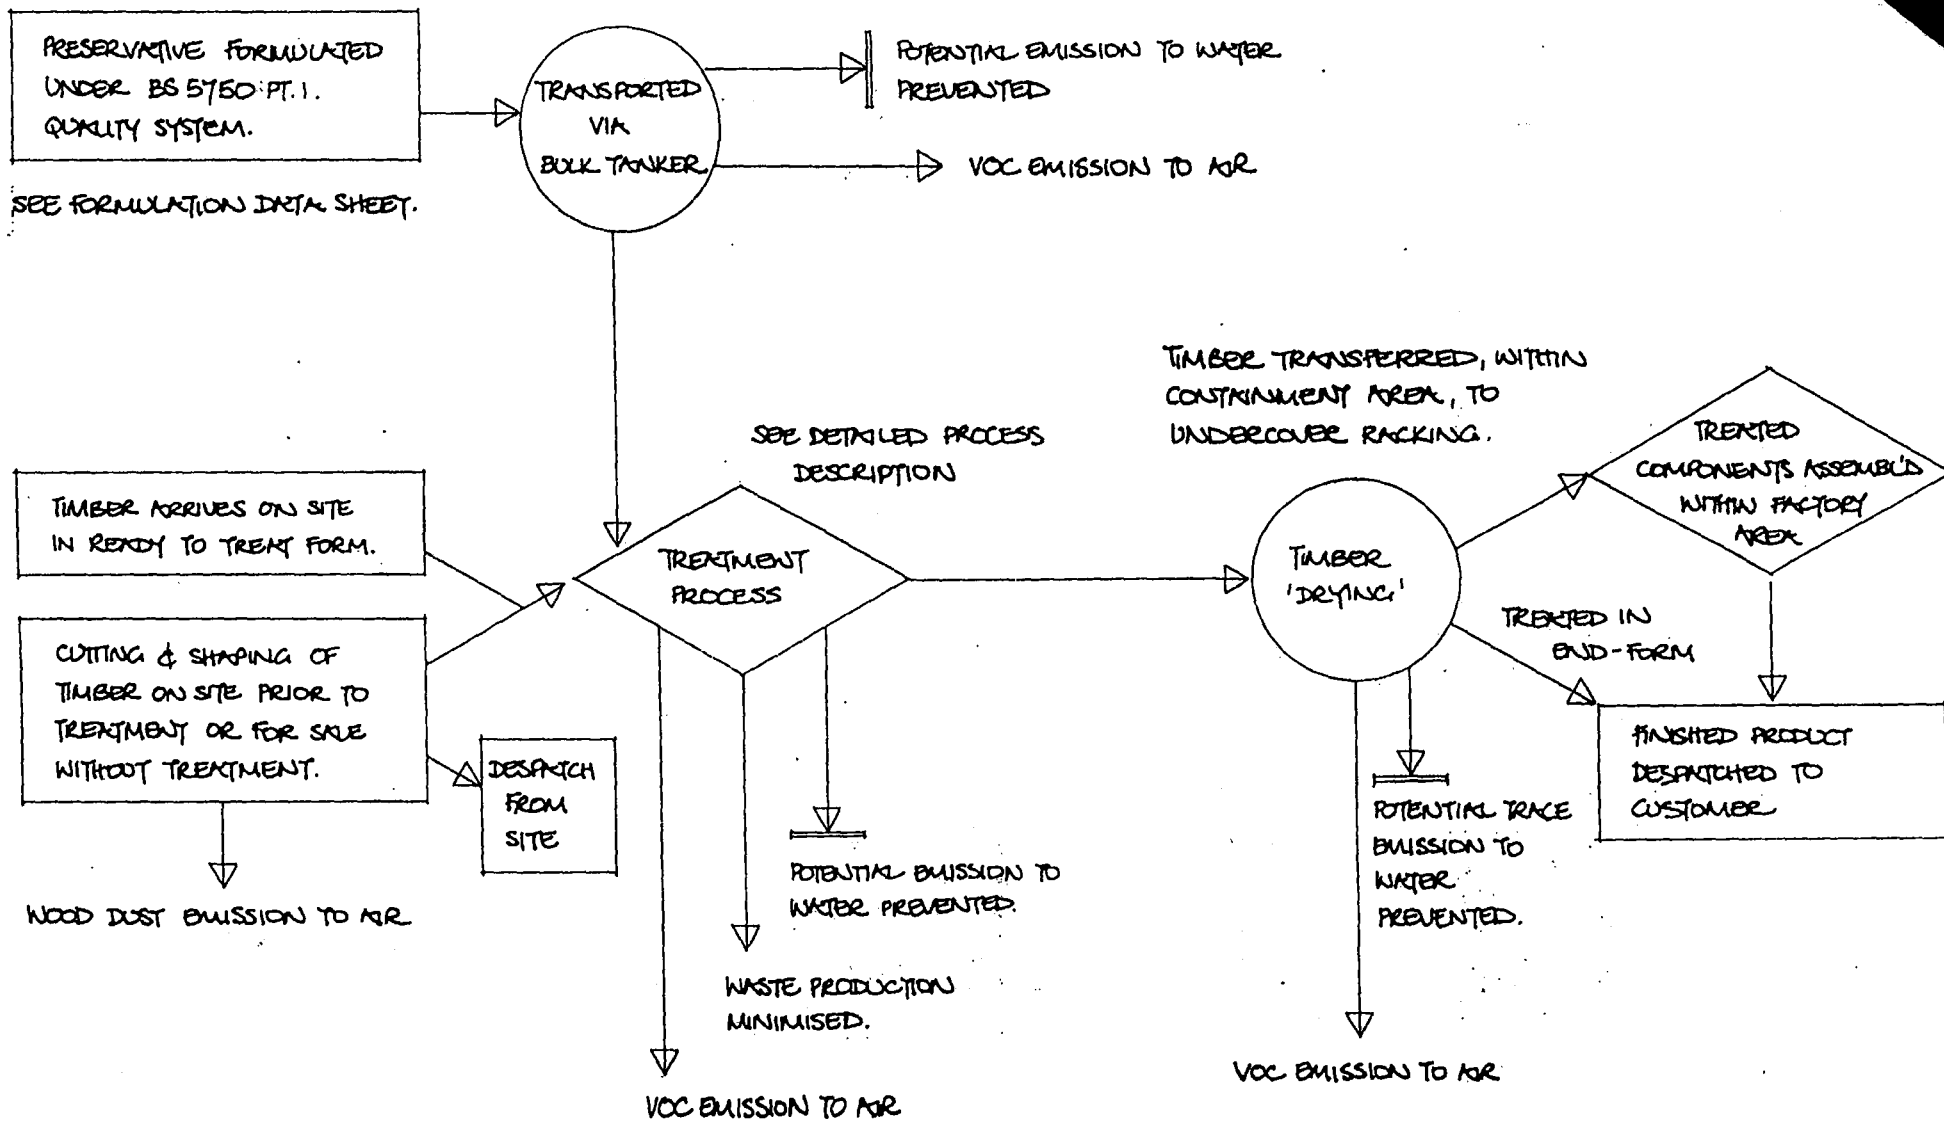 PRESERVATIVE FORMULATED
UNDER BS 5750:PT.1.
QUALITY SYSTEM.
SEE FORMULATION DATA SHEET.
TRANSPORTED
VIA
BULK TANKER
POTENTIAL EMISSION TO WATER
PREVENTED
VOC EMISSION TO AIR
TIMBER ARRIVES ON SITE
IN READY TO TREAT FORM.
CUTTING & SHAPING OF
TIMBER ON SITE PRIOR TO
TREATMENT OR FOR SALE
WITHOUT TREATMENT.
DESPATCH
FROM
SITE
WOOD DUST EMISSION TO AIR
SEE DETAILED PROCESS
DESCRIPTION
TREATMENT
PROCESS
POTENTIAL EMISSION TO
WATER PREVENTED.
WASTE PRODUCTION
MINIMISED.
VOC EMISSION TO AIR
TIMBER TRANSFERRED, WITHIN
CONTAINMENT AREA, TO
UNDERCOVER RACKING.
TIMBER
'DRYING'
TREATED
COMPONENTS ASSEMB'D
WITHIN FACTORY
AREA
TREATED IN
END-FORM
FINISHED PRODUCT
DESPATCHED TO
CUSTOMER
POTENTIAL TRACE
EMISSION TO
WATER
PREVENTED.
VOC EMISSION TO AIR